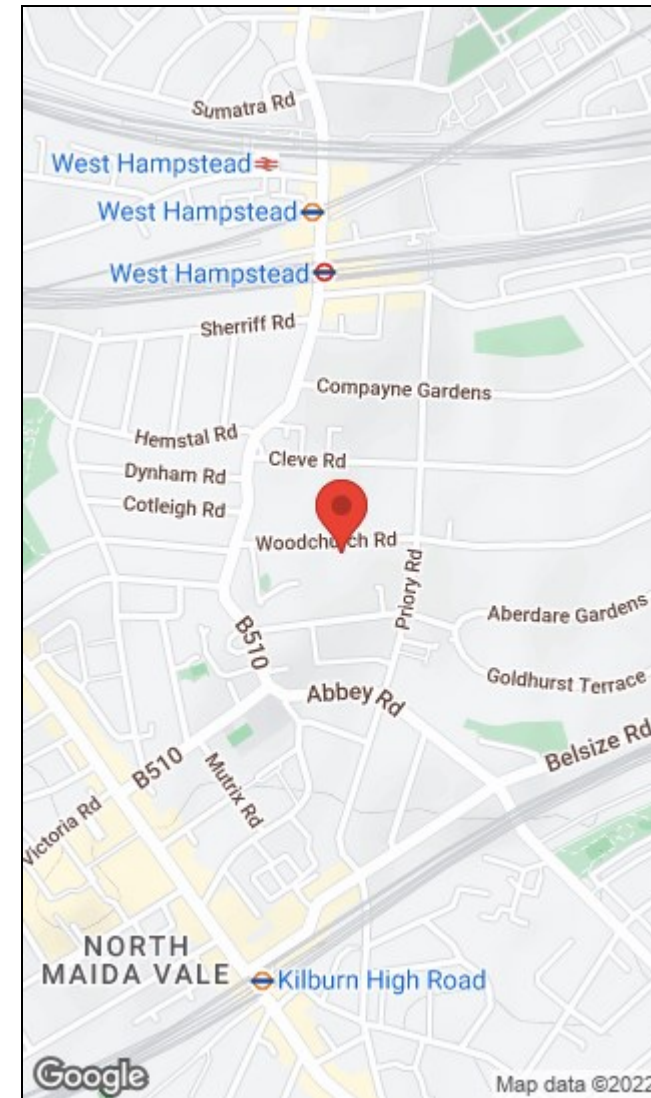 Sumatra Rd
West Hampstead
West Hampstead
West Hampstead
Sherriff Rd
Compayne Gardens
Hemstal Rd
Cleve Rd
Dynham Rd
Cotleigh Rd
Woodchurch Rd
Priory Rd
Aberdare Gardens
B510
Goldhurst Terrace
Abbey Rd
Belsize Rd
B510
Mutrix Rd
Victoria Rd
NORTH
MAIDA VALE
Kilburn High Road
Google
Map data ©2022